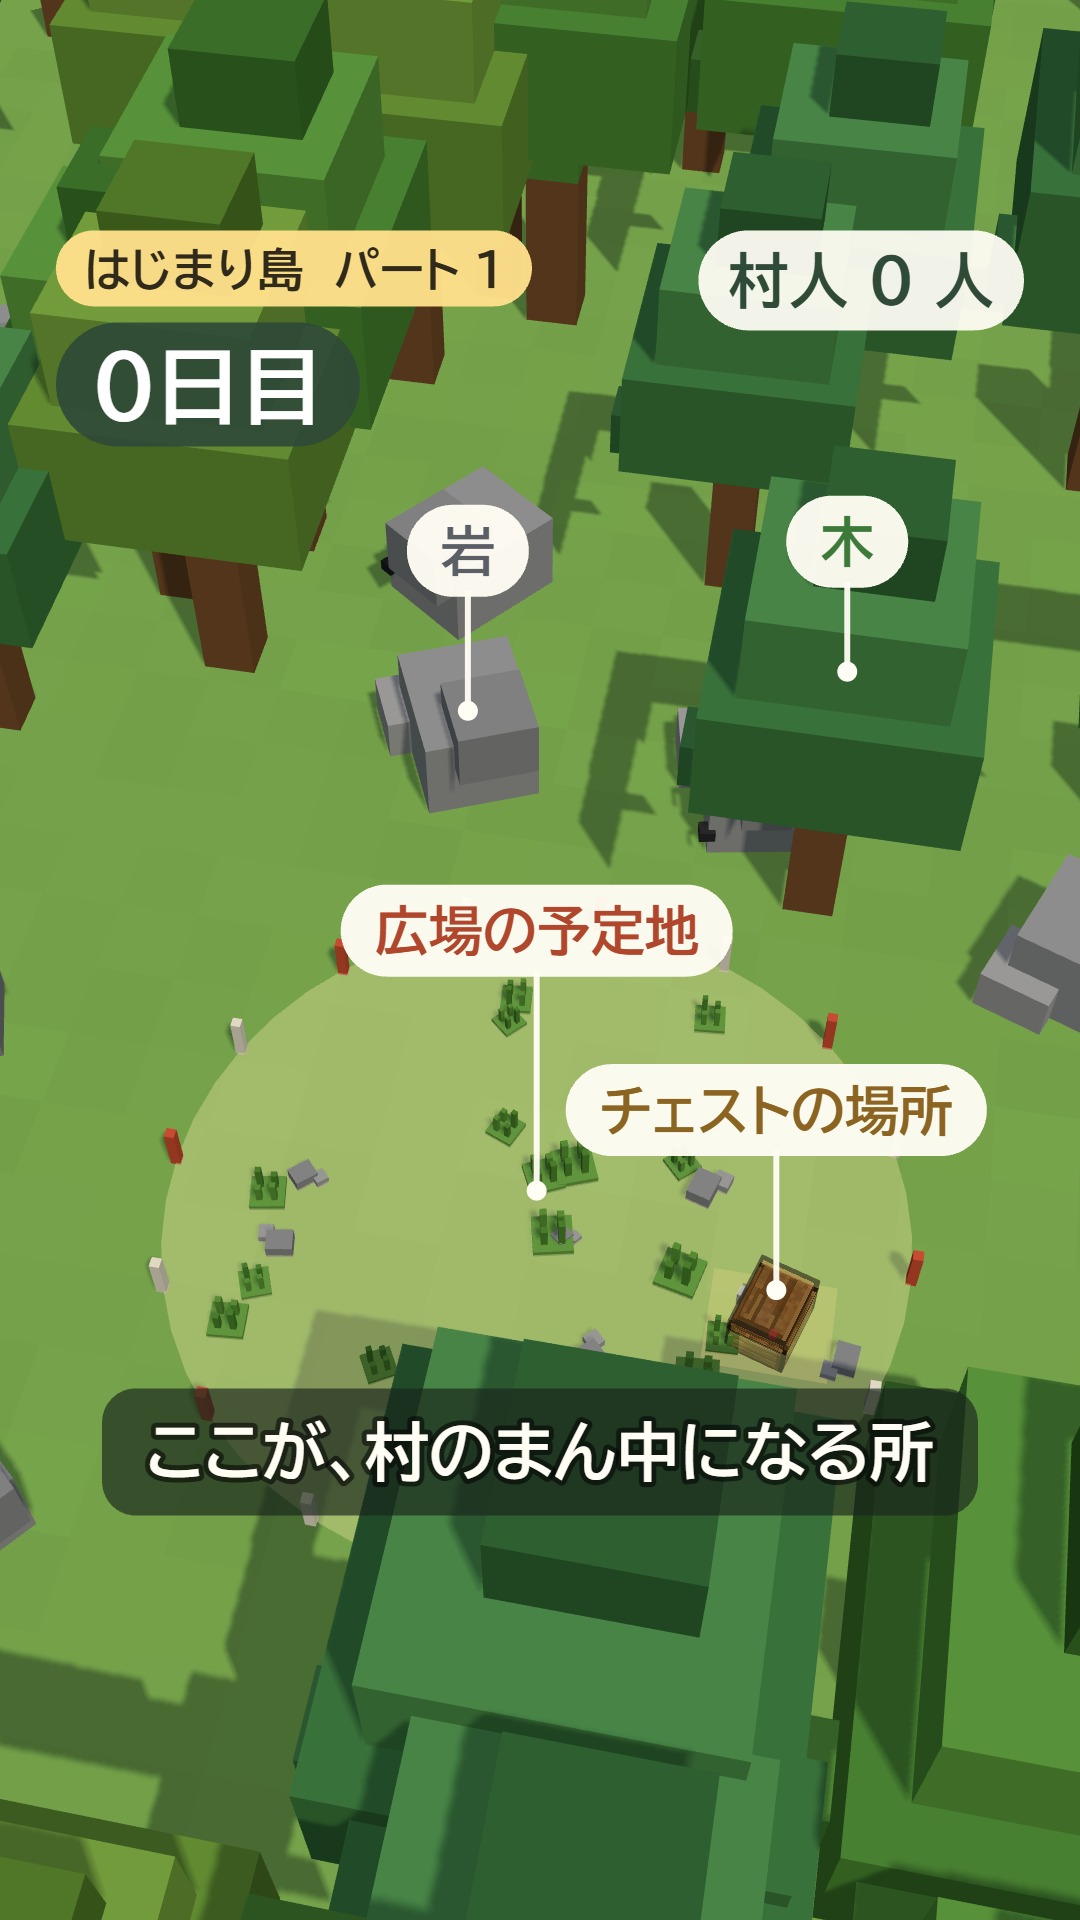 はじまり島 パート 1
村人 0 人
0日目
岩
木
広場の予定地
チェストの場所
ここが、村のまん中になる所